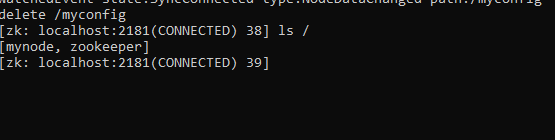 WatchedEvent state:SyncConnected type:NodeDataChanged path:/myconfig
delete /myconfig
[zk: localhost:2181(CONNECTED) 38] ls /
[mynode, zookeeper]
[zk: localhost:2181(CONNECTED) 39]